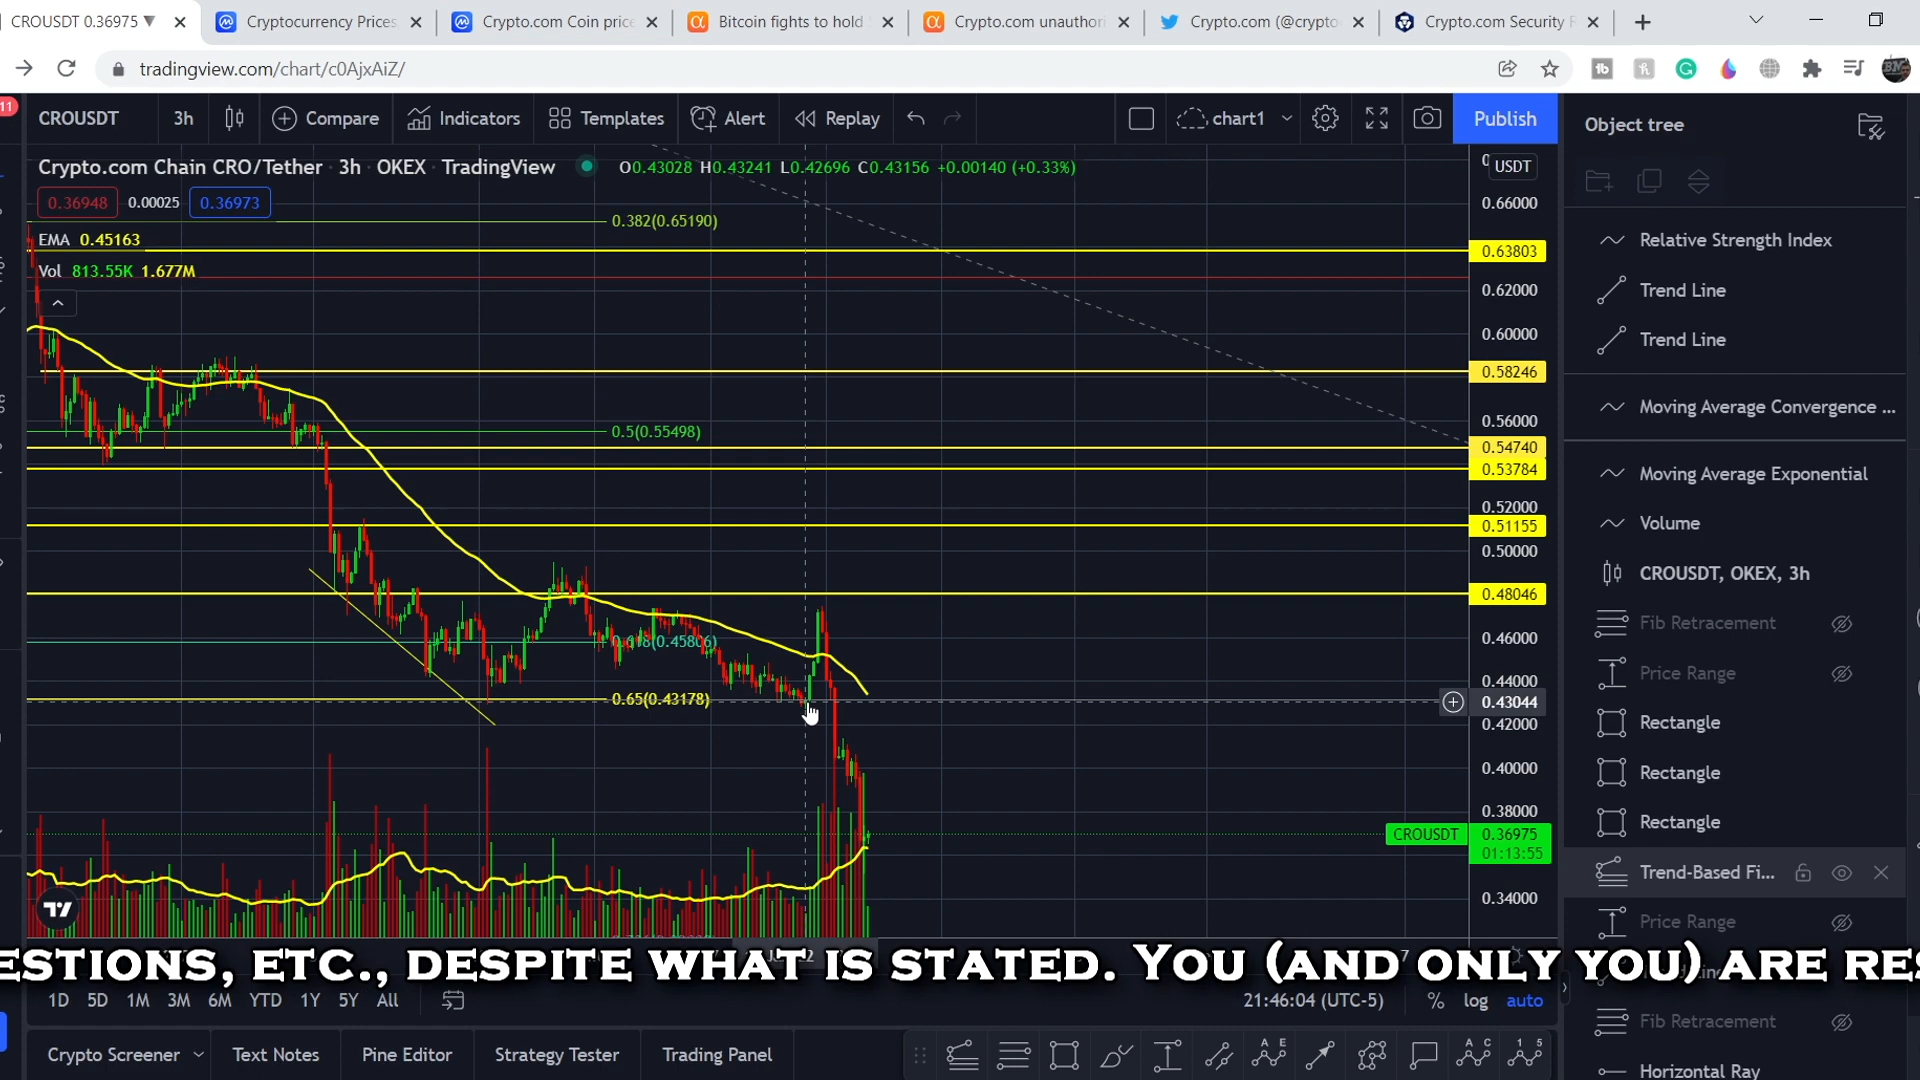 CROUSDT 0.36975 ▼
Cryptocurrency Prices
Crypto.com Coin price
Bitcoin fights to hold
Crypto.com unauthori
Crypto.com (@crypto
Crypto.com Security
tradingview.com/chart/c0AjxAiZ/
11
CROUSDT
3h
Compare
Indicators
Templates
Alert
Replay
chart1
Publish
Object tree
Crypto.com Chain CRO/Tether · 3h · OKEX · TradingView
O0.43028 H0.43241 L0.42696 C0.43156 +0.00140 (+0.33%)
USDT
0.36948 0.00025 0.36973
EMA 0.45163
Vol 813.55K 1.677M
0.382(0.65190)
0.5(0.55498)
0.65(0.43178)
0.66000
0.63803
0.62000
0.60000
0.58246
0.56000
0.54740
0.53784
0.52000
0.51155
0.50000
0.48046
0.46000
0.44000
0.43044
0.42000
0.40000
0.38000
CROUSDT 0.36975
01:13:55
0.34000
Relative Strength Index
Trend Line
Trend Line
Moving Average Convergence ...
Moving Average Exponential
Volume
CROUSDT, OKEX, 3h
Fib Retracement
Price Range
Rectangle
Rectangle
Rectangle
Trend-Based Fi...
Price Range
Fib Retracement
Horizontal Ray
ESTIONS, ETC., DESPITE WHAT IS STATED. YOU (AND ONLY YOU) ARE RES
1D 5D 1M 3M 6M YTD 1Y 5Y All
21:46:04 (UTC-5)
% log auto
Crypto Screener
Text Notes
Pine Editor
Strategy Tester
Trading Panel